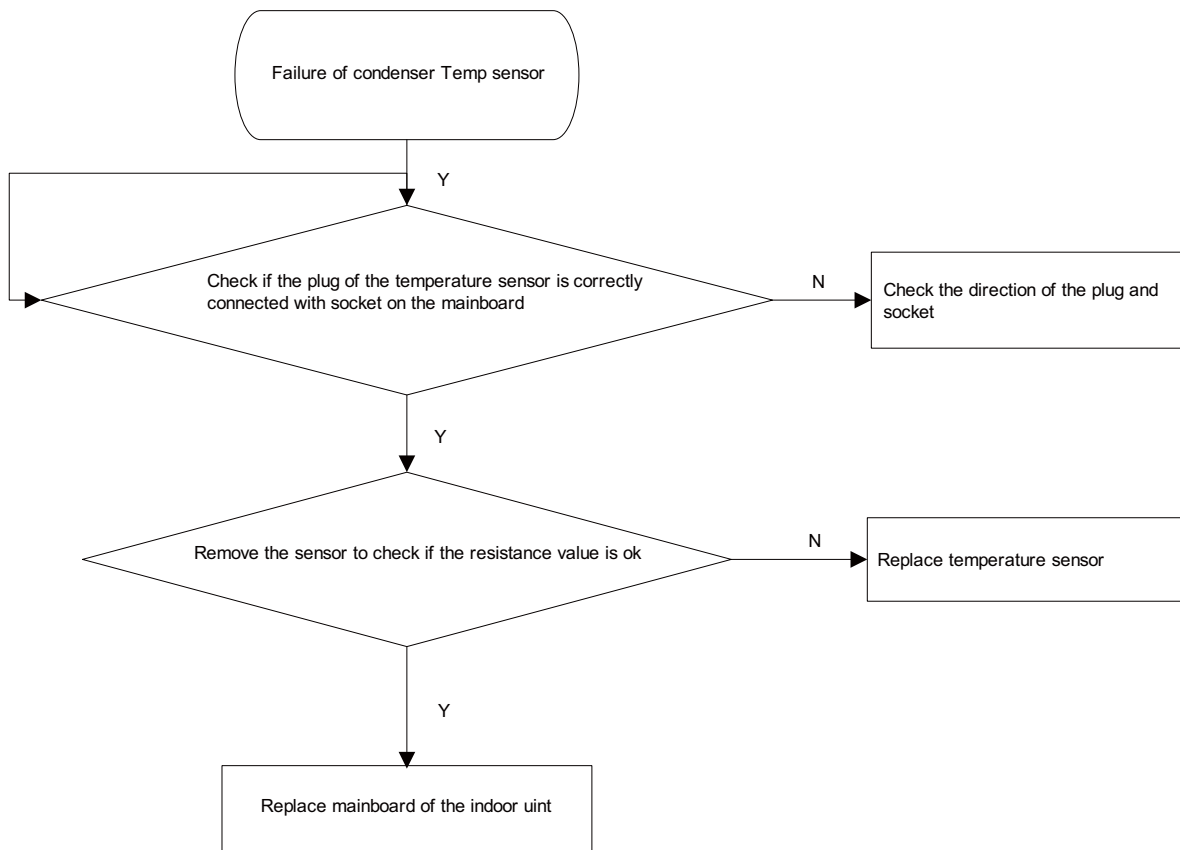 Failure of condenser Temp sensor
Y
Check if the plug of the temperature sensor is correctly
connected with socket on the mainboard
N
Check the direction of the plug and
socket
Y
Remove the sensor to check if the resistance value is ok
N
Replace temperature sensor
Y
Replace mainboard of the indoor uint